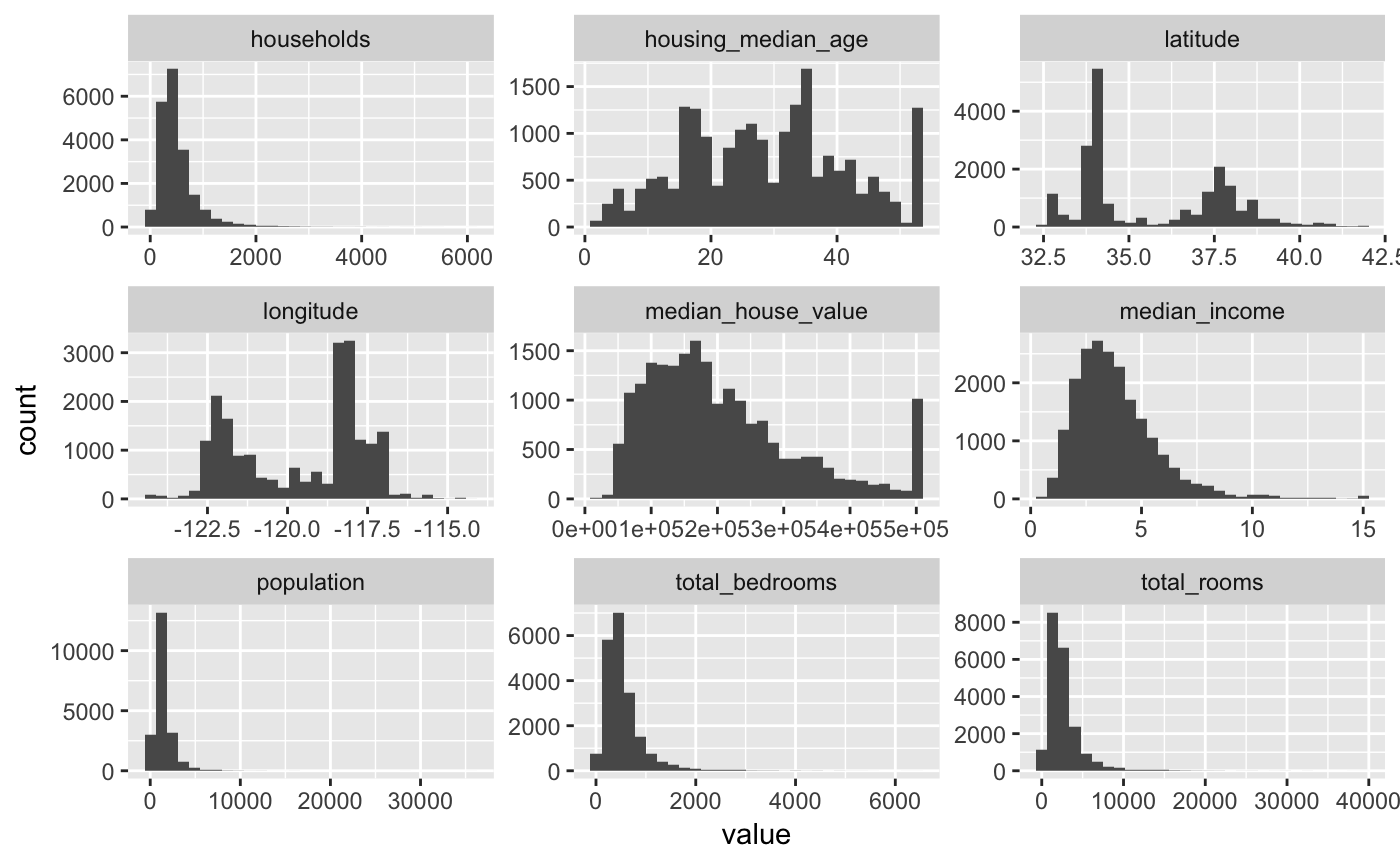 households housing_median_age latitude
6000
4000
2000
0
0 2000 4000 6000
1500
1000
500
0
0 20 40
4000
2000
0
32.5 35.0 37.5 40.0 42.5
longitude median_house_value median_income
3000
2000
1000
0
-122.5 -120.0 -117.5 -115.0
1500
1000
500
0
0e+001e+052e+053e+054e+055e+05
2000
1000
0
0 5 10 15
population total_bedrooms total_rooms
10000
5000
0
0 10000 20000 30000
6000
4000
2000
0
0 2000 4000 6000
8000
6000
4000
2000
0
0 10000 20000 30000 40000
count
value